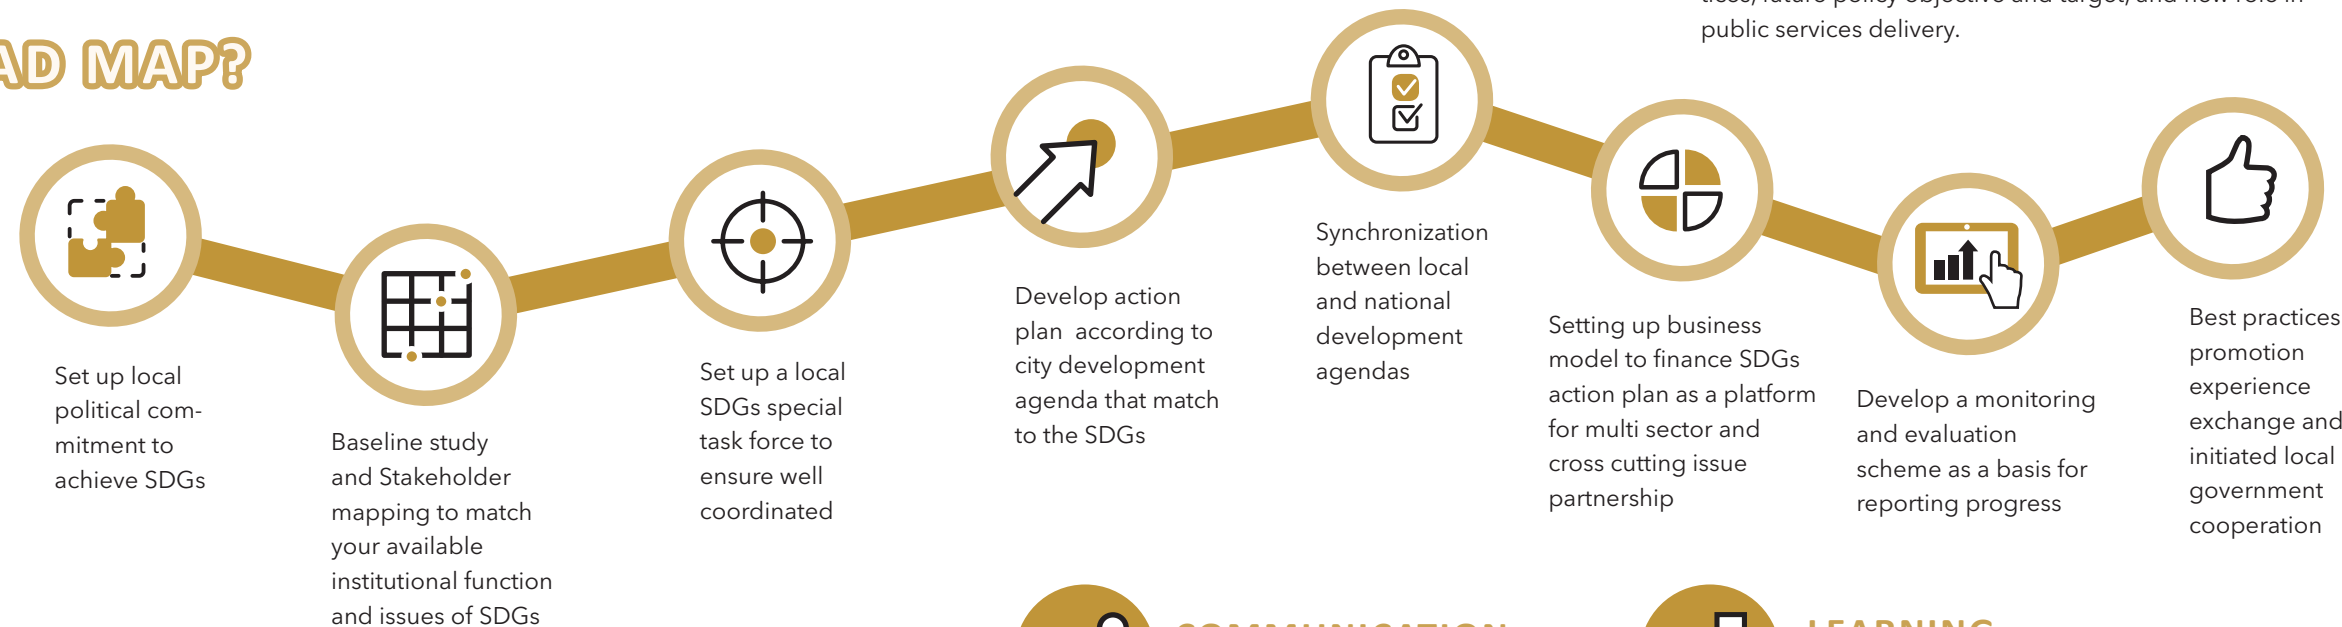 public services delivery.
AD MAP?
Set up local
political com-
mitment to
achieve SDGs
Baseline study
and Stakeholder
mapping to match
your available
institutional function
and issues of SDGs
Set up a local
SDGs special
task force to
ensure well
coordinated
Develop action
plan according to
city development
agenda that match
to the SDGs
Synchronization
between local
and national
development
agendas
Setting up business
model to finance SDGs
action plan as a platform
for multi sector and
cross cutting issue
partnership
Develop a monitoring
and evaluation
scheme as a basis for
reporting progress
Best practices
promotion
experience
exchange and
initiated local
government
cooperation
COMMUNICATION
LEARNING